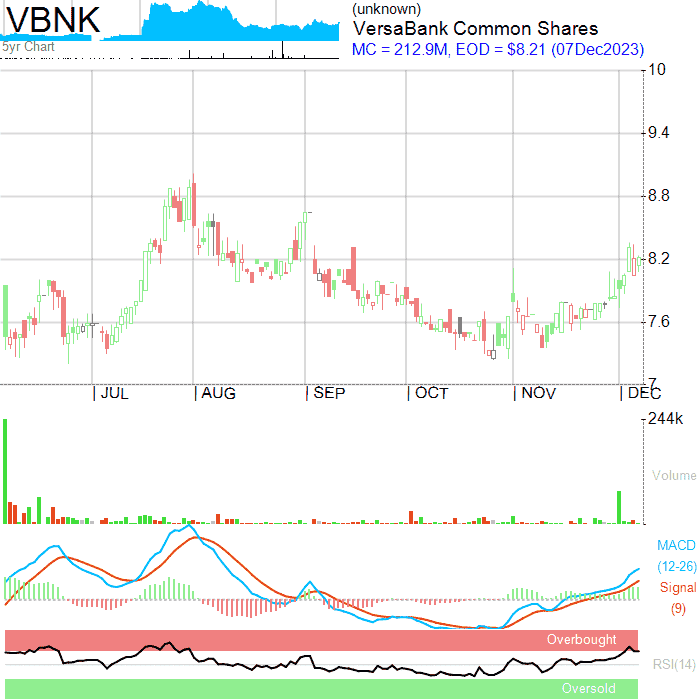 VBNK
5yr Chart
(unknown)
VersaBank Common Shares
MC = 212.9M, EOD = $8.21 (07Dec2023)
10
9.4
8.8
8.2
7.6
7
JUL
AUG
SEP
OCT
NOV
DEC
244k
Volume
MACD
(12-26)
Signal
(9)
Overbought
RSI(14)
Oversold